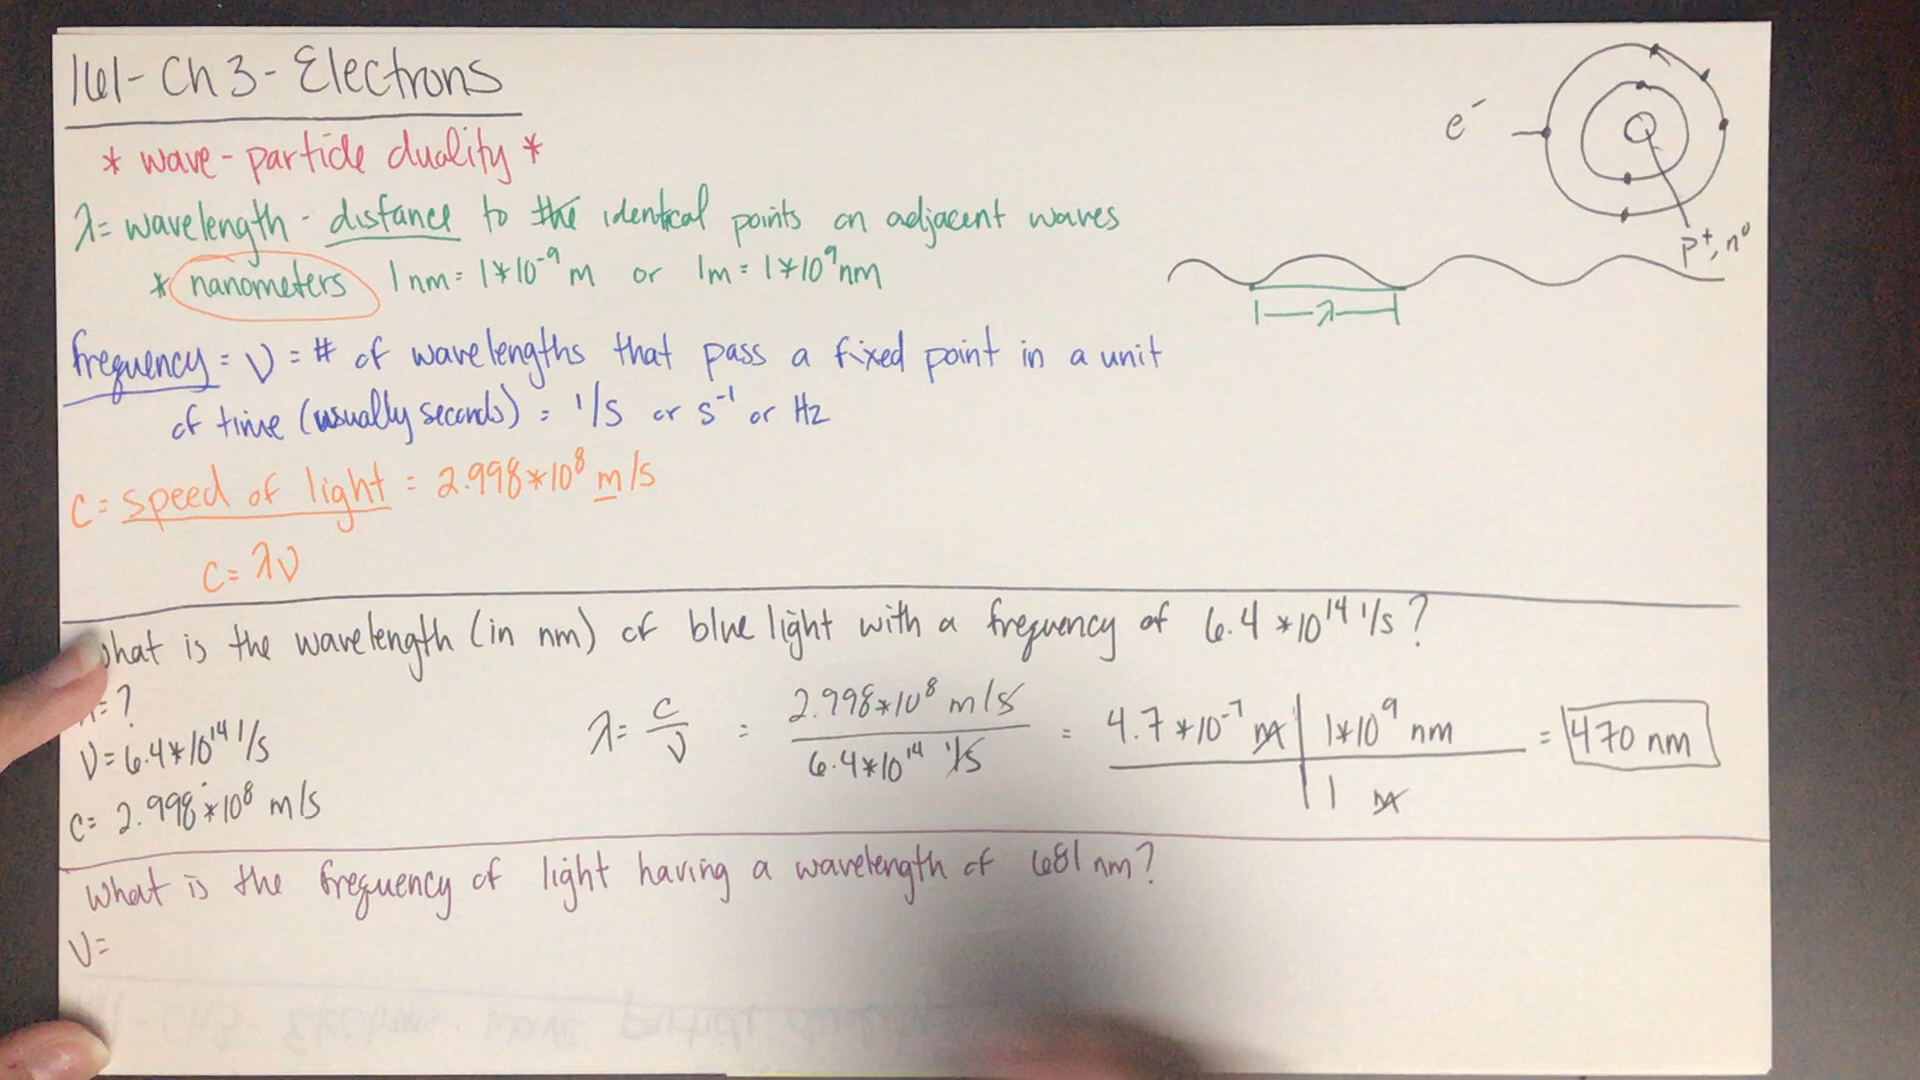 161-Ch 3-Electrons
* wave-particle duality *
λ= wavelength - distance to the identical points on adjacent waves
* nanometers 1 nm = 1*10⁻⁹ m or 1m = 1*10⁹ nm
frequency = ν = # of wavelengths that pass a fixed point in a unit
of time (usually seconds) = 1/s or s⁻¹ or Hz
c = speed of light = 2.998*10⁸ m/s
c = λν
e⁻
p⁺, n⁰
λ
what is the wavelength (in nm) of blue light with a frequency of 6.4*10¹⁴ 1/s?
λ=?
ν=6.4*10¹⁴ 1/s
c= 2.998*10⁸ m/s
λ= c/ν = 2.998*10⁸ m/s / 6.4*10¹⁴ 1/s = 4.7*10⁻⁷ m | 1*10⁹ nm / 1 m = 470 nm
What is the frequency of light having a wavelength of 681 nm?
ν=